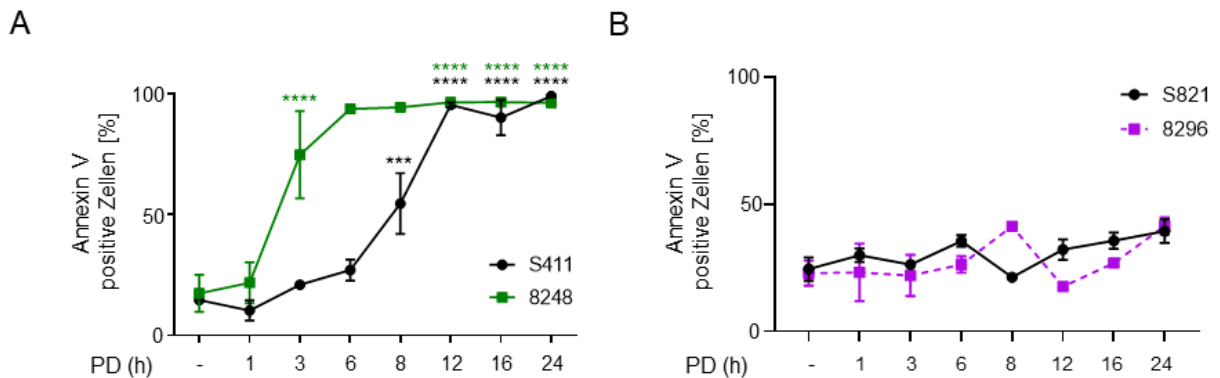 A
B
**** **** ****
**** **** **** ****
***
Annexin V
positive Zellen [%]
100
50
0
S411
8248
PD (h) - 1 3 6 8 12 16 24
Annexin V
positive Zellen [%]
100
50
0
S821
8296
PD (h) - 1 3 6 8 12 16 24